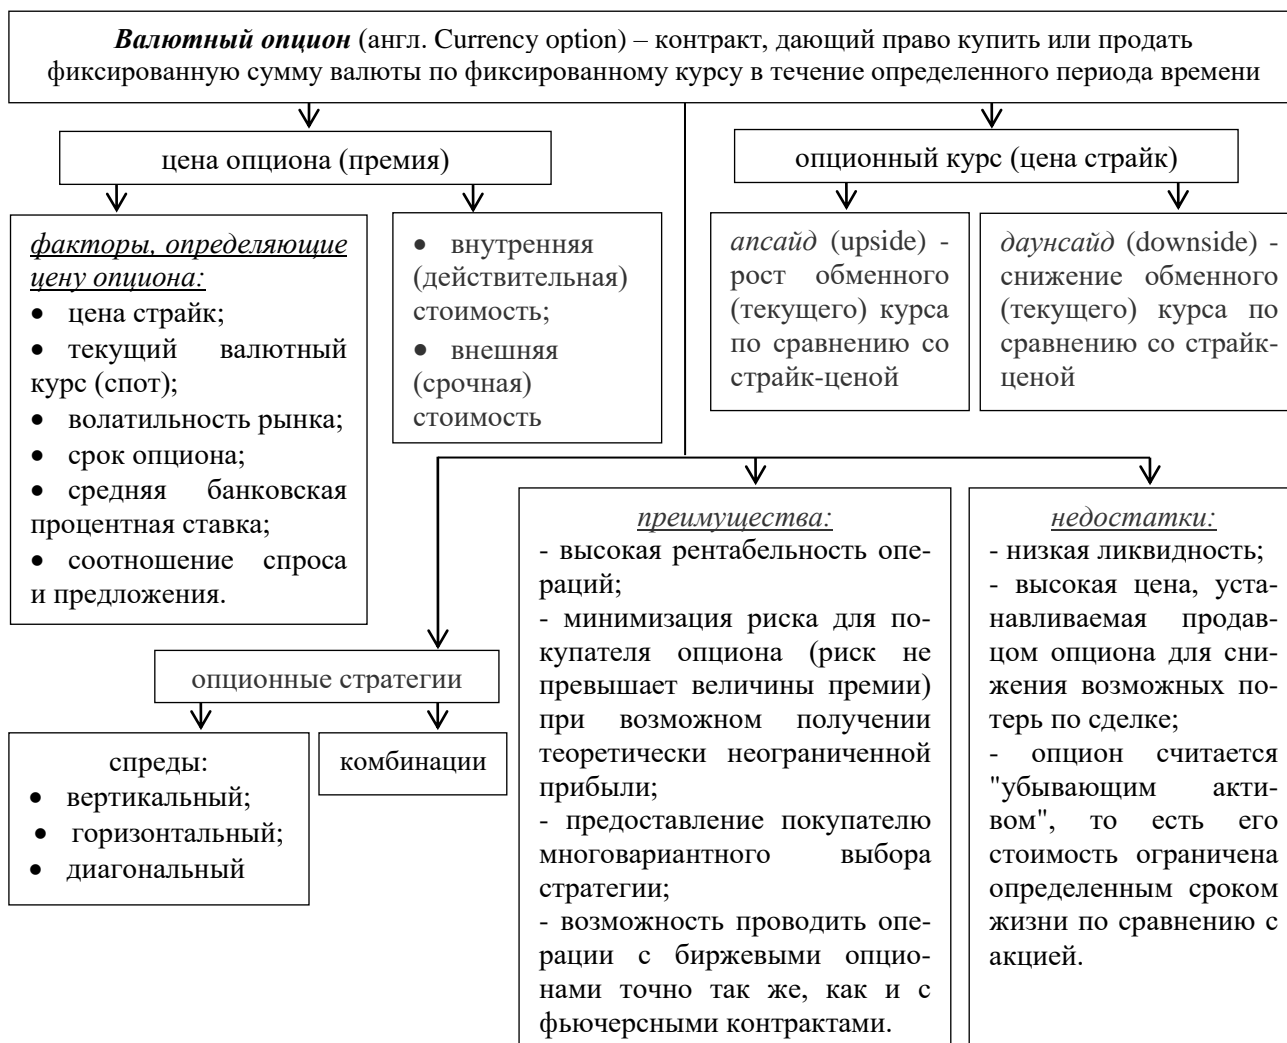 Валютный опцион (англ. Currency option) – контракт, дающий право купить или продать
фиксированную сумму валюты по фиксированному курсу в течение определенного периода времени
цена опциона (премия)
опционный курс (цена страйк)
факторы, определяющие
цену опциона:
• цена страйк;
• текущий валютный
курс (спот);
• волатильность рынка;
• срок опциона;
• средняя банковская
процентная ставка;
• соотношение спроса
и предложения.
• внутренняя
(действительная)
стоимость;
• внешняя
(срочная)
стоимость
апсайд (upside) -
рост обменного
(текущего) курса
по сравнению со
страйк-ценой
даунсайд (downside) -
снижение обменного
(текущего) курса по
сравнению со страйк-
ценой
опционные стратегии
спреды:
• вертикальный;
• горизонтальный;
• диагональный
комбинации
преимущества:
- высокая рентабельность опе-
раций;
- минимизация риска для по-
купателя опциона (риск не
превышает величины премии)
при возможном получении
теоретически неограниченной
прибыли;
- предоставление покупателю
многовариантного выбора
стратегии;
- возможность проводить опе-
рации с биржевыми опцио-
нами точно так же, как и с
фьючерсными контрактами.
недостатки:
- низкая ликвидность;
- высокая цена, уста-
навливаемая продав-
цом опциона для сни-
жения возможных по-
терь по сделке;
- опцион считается
"убывающим акти-
вом", то есть его
стоимость ограничена
определенным сроком
жизни по сравнению с
акцией.